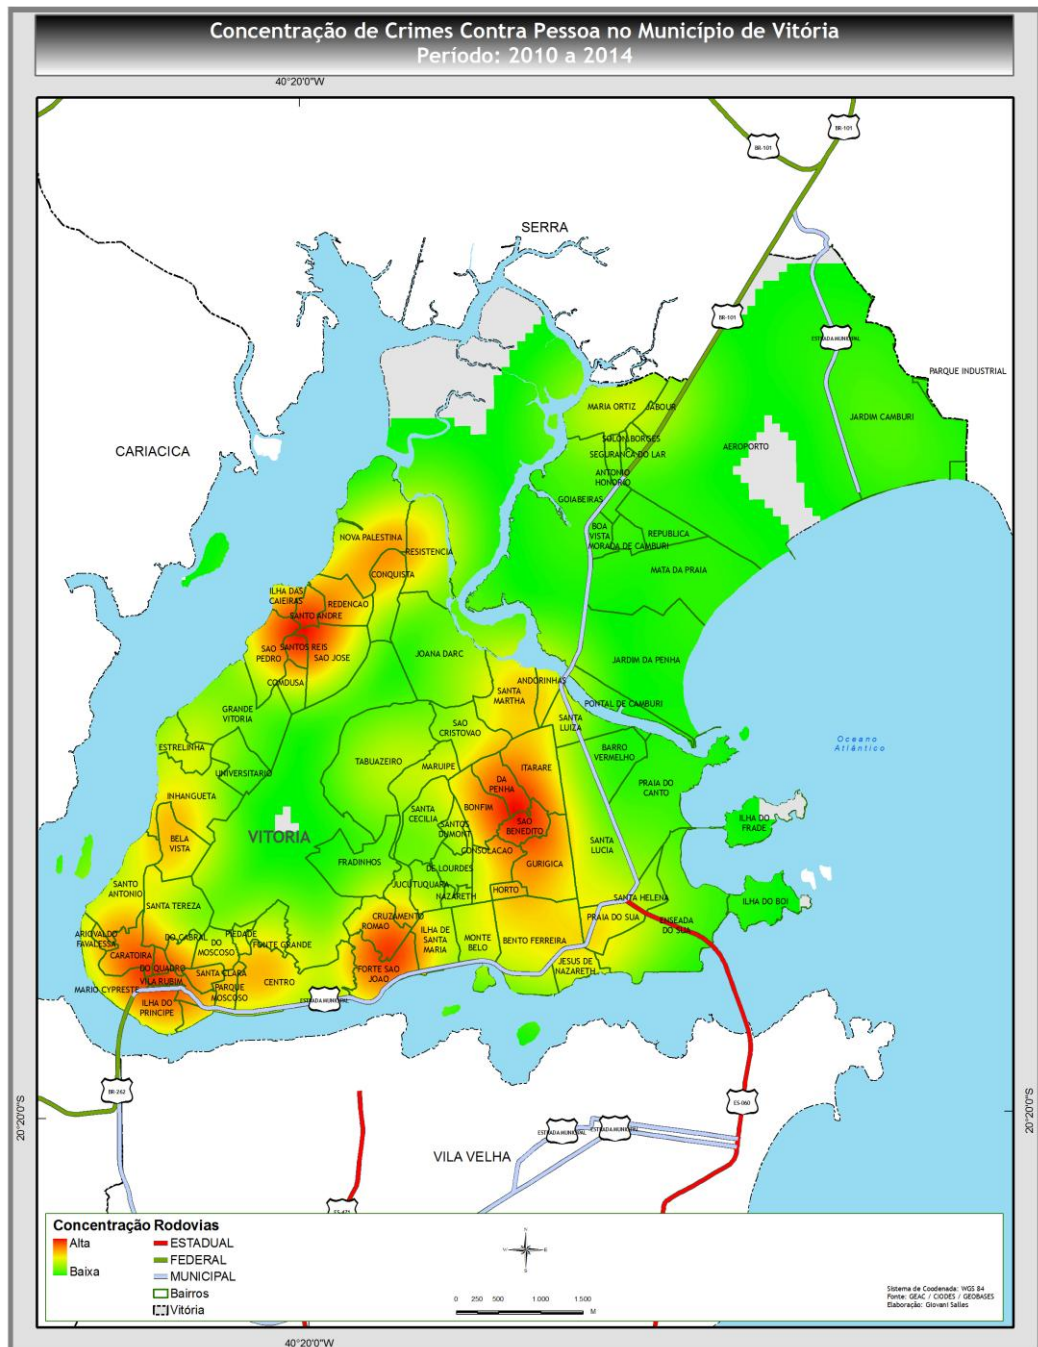 Concentração de Crimes Contra Pessoa no Município de Vitória
Período: 2010 a 2014
40°20'0"W
BR-101
BR-101
SERRA
BR-101
ESTRADA MUNICIPAL
PARQUE INDUSTRIAL
MARIA ORTIZ
JABOUR
JARDIM CAMBURI
SOLON BORGES
AEROPORTO
CARIACICA
SEGURANCA DO LAR
ANTONIO
HONORIO
GOIABEIRAS
BOA
VISTA
REPUBLICA
MORADA DE CAMBURI
NOVA PALESTINA
RESISTENCIA
MATA DA PRAIA
CONQUISTA
ILHA DAS
CAIEIRAS
REDENCAO
SANTO ANDRE
SANTOS REIS
SAO
PEDRO
SAO JOSE
JOANA DARC
JARDIM DA PENHA
COMDUSA
ANDORINHAS
SANTA
MARTHA
PONTAL DE CAMBURI
GRANDE
VITORIA
SANTA
LUIZA
SAO
CRISTOVAO
ESTRELINHA
BARRO
VERMELHO
Oceano
Atlântico
TABUAZEIRO
MARUIPE
ITARARE
UNIVERSITARIO
DA
PENHA
PRAIA DO
CANTO
INHANGUETA
BONFIM
SANTA
CECILIA
SAO
BENEDITO
ILHA DO
FRADE
SANTOS
DUMONT
VITORIA
BELA
VISTA
SANTA
LUCIA
CONSOLACAO
FRADINHOS
GURIGICA
DE LOURDES
JUCUTUQUARA
SANTO
ANTONIO
NAZARETH
HORTO
SANTA HELENA
ILHA DO BOI
SANTA TEREZA
CRUZAMENTO
PRAIA DO SUA
ENSEADA
DO SUA
ROMAO
ILHA DE
SANTA
MARIA
ARIOVALDO
FAVALESSA
DO CABRAL
PIEDADE
MONTE
BELO
BENTO FERREIRA
DO
MOSCOSO
FONTE GRANDE
CARATOIRA
DO QUADRO
FORTE SAO
JOAO
JESUS DE
NAZARETH
SANTA CLARA
VILA RUBIM
CENTRO
MARIO CYPRESTE
PARQUE
MOSCOSO
ILHA DO
PRINCIPE
ESTRADA MUNICIPAL
BR-262
ES-060
20°20'0"S
20°20'0"S
ESTRADA MUNICIPAL
ESTRADA MUNICIPAL
VILA VELHA
Concentração
Alta
Baixa
Rodovias
ESTADUAL
FEDERAL
MUNICIPAL
Bairros
Vitória
N
W
E
S
0 250 500 1.000 1.500
M
Sistema de Coodenada: WGS 84
Fonte: GEAC / CIODES / GEOBASES
Elaboração: Giovani Salles
40°20'0"W